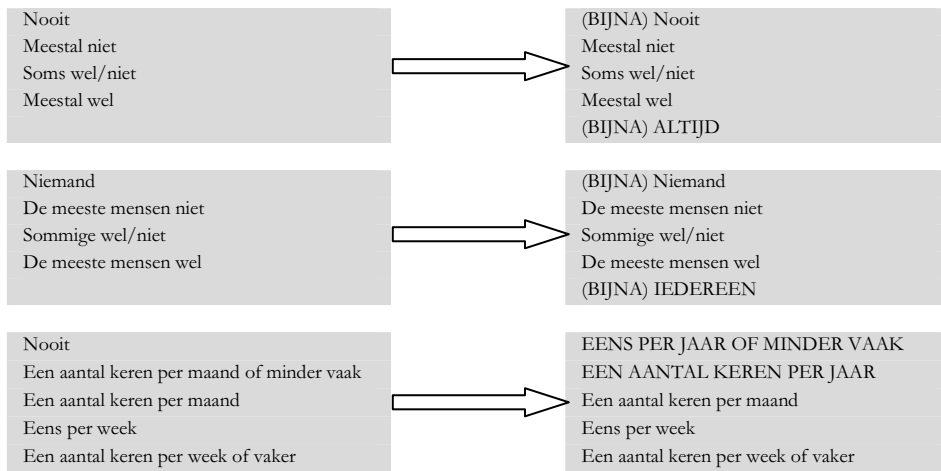 Nooit
Meestal niet
Soms wel/niet
Meestal wel
(BIJNA) Nooit
Meestal niet
Soms wel/niet
Meestal wel
(BIJNA) ALTIJD
Niemand
De meeste mensen niet
Sommige wel/niet
De meeste mensen wel
(BIJNA) Niemand
De meeste mensen niet
Sommige wel/niet
De meeste mensen wel
(BIJNA) IEDEREEN
Nooit
Een aantal keren per maand of minder vaak
Een aantal keren per maand
Eens per week
Een aantal keren per week of vaker
EENS PER JAAR OF MINDER VAAK
EEN AANTAL KEREN PER JAAR
Een aantal keren per maand
Eens per week
Een aantal keren per week of vaker